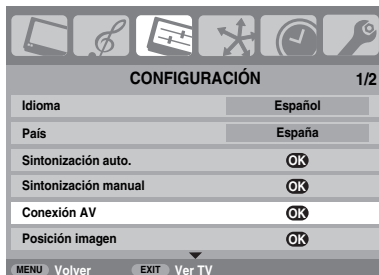 CONFIGURACIÓN 1/2
Idioma Español
País España
Sintonización auto. OK
Sintonización manual OK
Conexión AV OK
Posición imagen OK
MENU Volver EXIT Ver TV